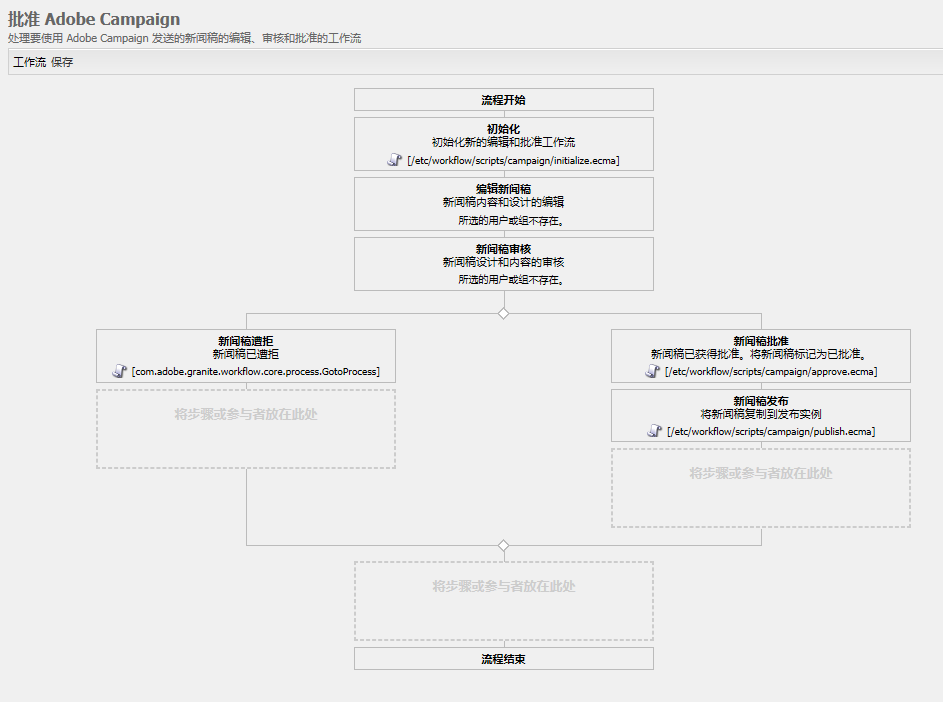 批准 Adobe Campaign
处理要使用 Adobe Campaign 发送的新闻稿的编辑、审核和批准的工作流
工作流 保存
流程开始
初始化
初始化新的编辑和批准工作流
[/etc/workflow/scripts/campaign/initialize.ecma]
编辑新闻稿
新闻稿内容和设计的编辑
所选的用户或组不存在。
新闻稿审核
新闻稿设计和内容的审核
所选的用户或组不存在。
新闻稿遭拒
新闻稿已遭拒
[com.adobe.granite.workflow.core.process.GotoProcess]
将步骤或参与者放在此处
新闻稿批准
新闻稿已获得批准。将新闻稿标记为已批准。
[/etc/workflow/scripts/campaign/approve.ecma]
新闻稿发布
将新闻稿复制到发布实例
[/etc/workflow/scripts/campaign/publish.ecma]
将步骤或参与者放在此处
将步骤或参与者放在此处
流程结束